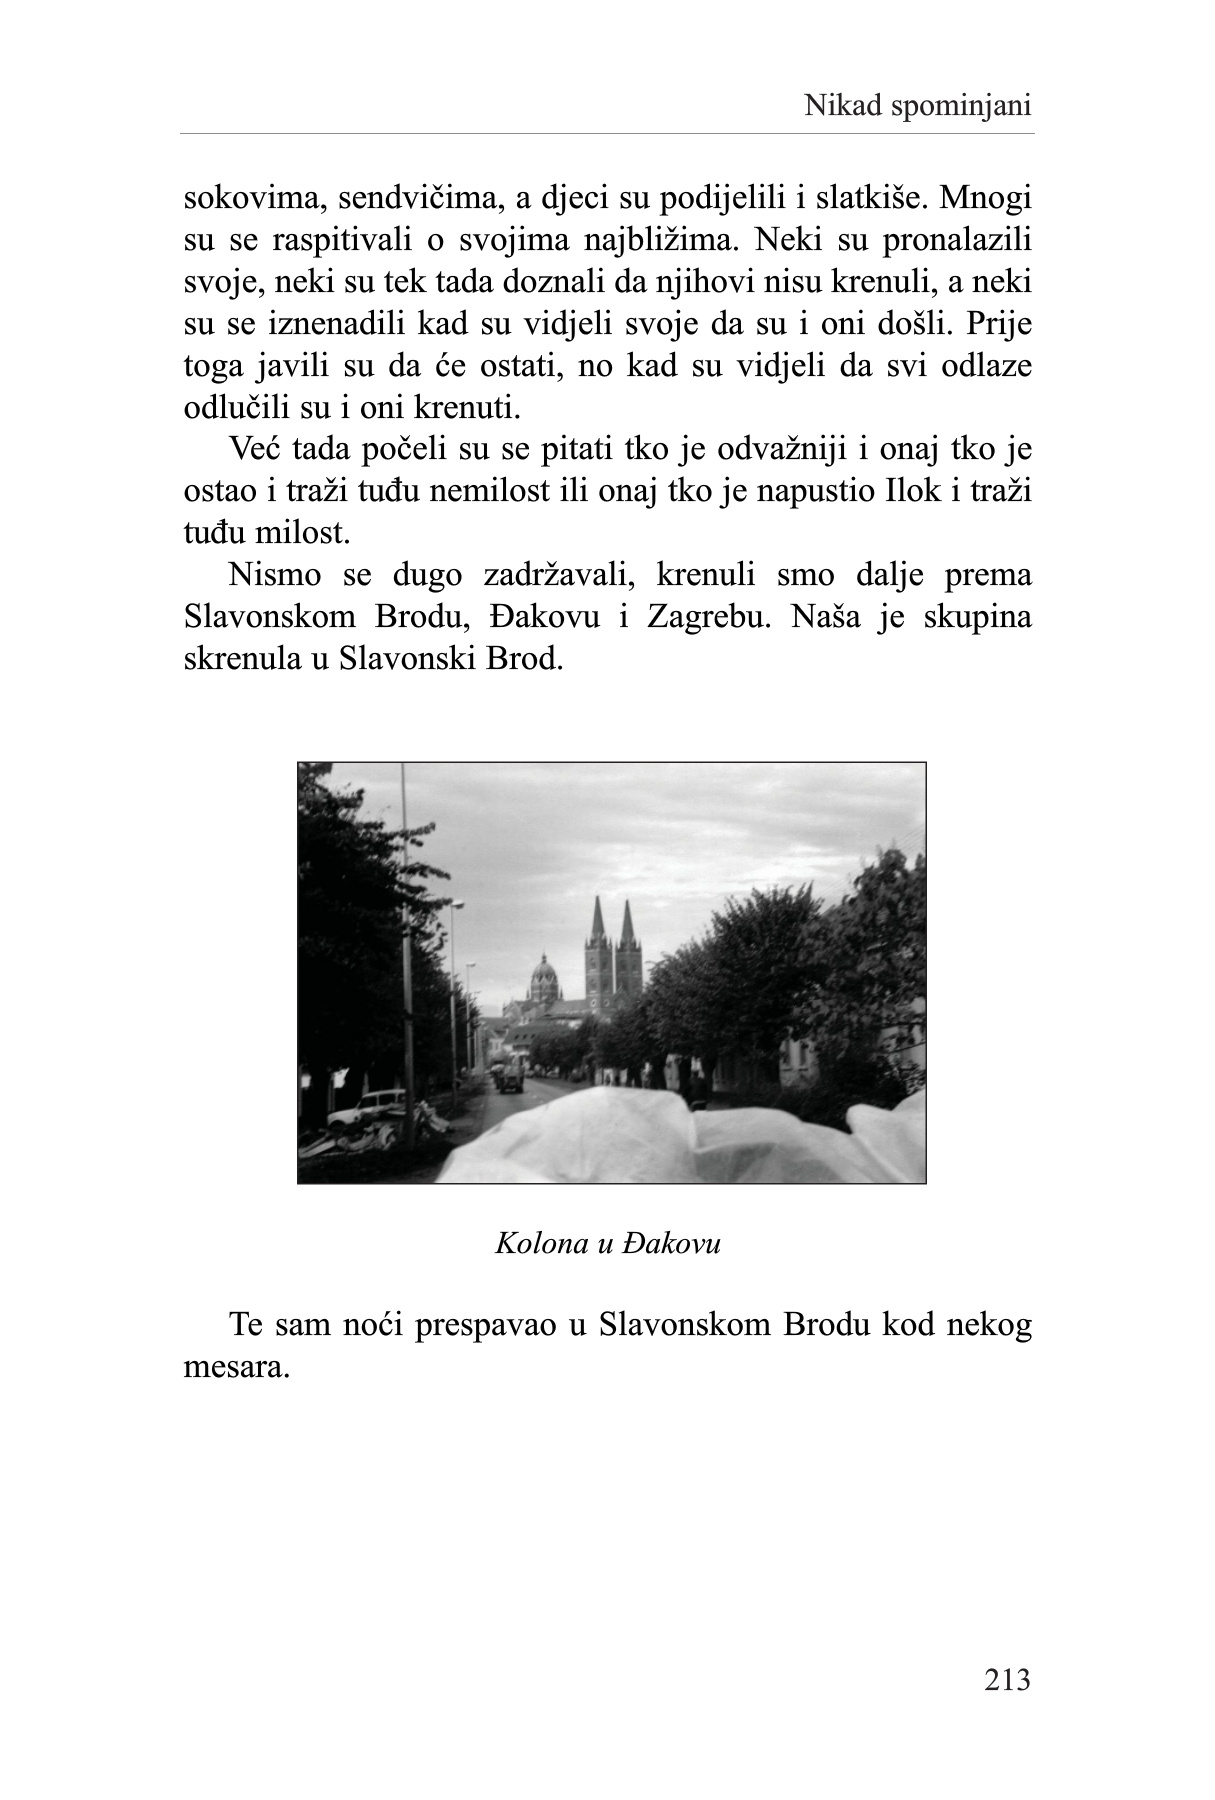 Nikad spominjani
sokovima, sendvičima, a djeci su podijelili i slatkiše. Mnogi
su se raspitivali o svojima najbližima. Neki su pronalazili
svoje, neki su tek tada doznali da njihovi nisu krenuli, a neki
su se iznenadili kad su vidjeli svoje da su i oni došli. Prije
toga javili su da će ostati, no kad su vidjeli da svi odlaze
odlučili su i oni krenuti.
Već tada počeli su se pitati tko je odvažniji i onaj tko je
ostao i traži tuđu nemilost ili onaj tko je napustio Ilok i traži
tuđu milost.
Nismo se dugo zadržavali, krenuli smo dalje prema
Slavonskom Brodu, Đakovu i Zagrebu. Naša je skupina
skrenula u Slavonski Brod.
Kolona u Đakovu
Te sam noći prespavao u Slavonskom Brodu kod nekog
mesara.
213